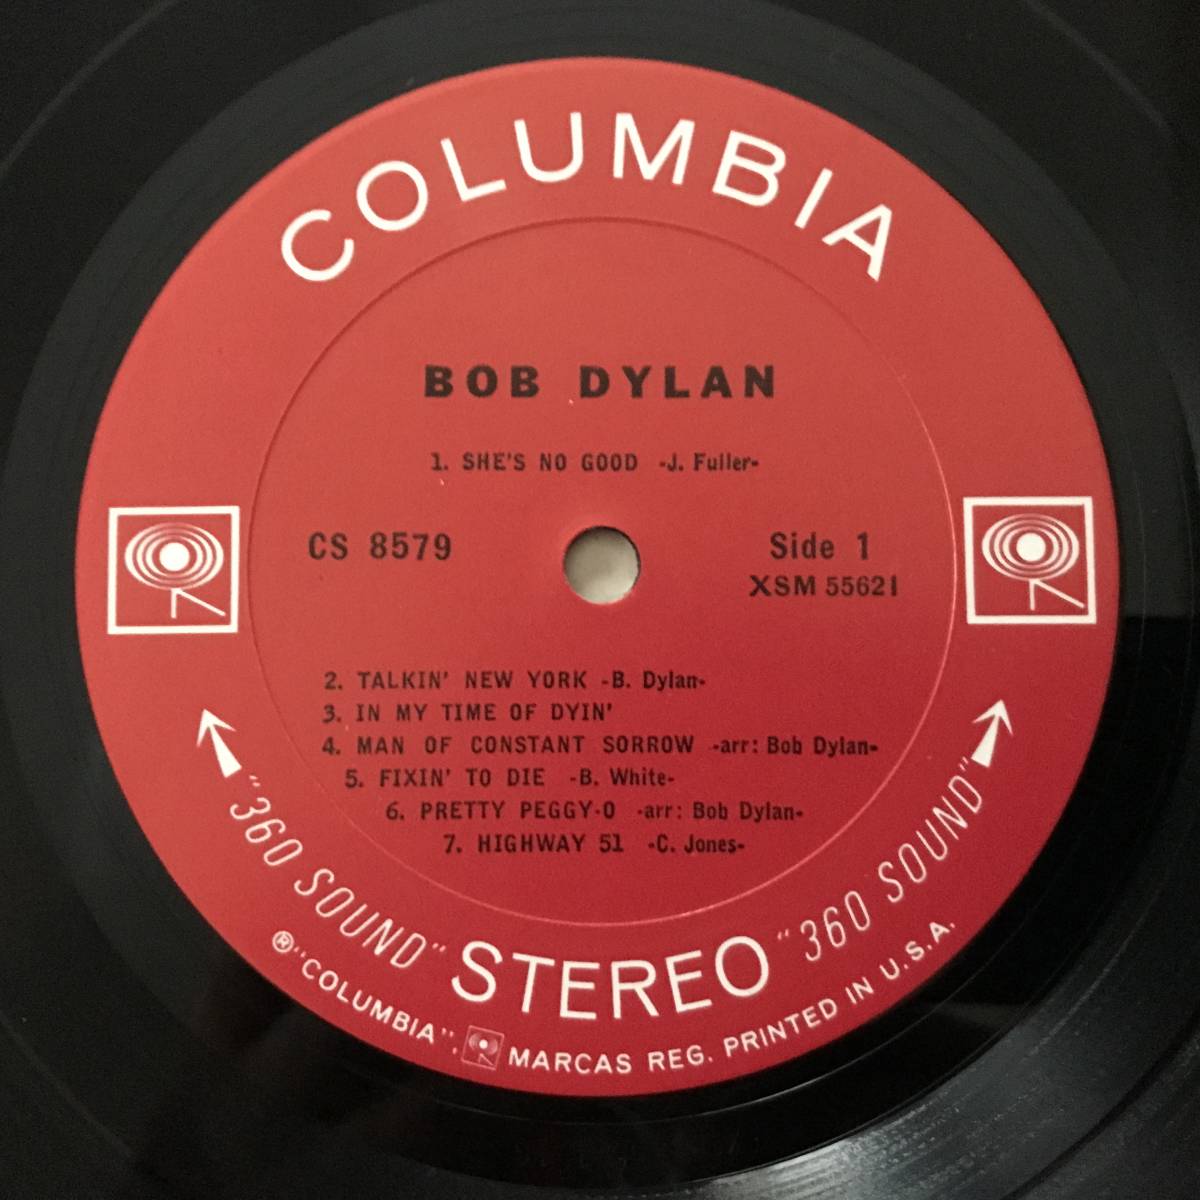 COLUMBIA
BOB DYLAN
1. SHE'S NO GOOD -J. Fuller-
CS 8579
Side 1
XSM 55621
2. TALKIN' NEW YORK -B. Dylan-
3. IN MY TIME OF DYIN'
4. MAN OF CONSTANT SORROW -arr: Bob Dylan-
5. FIXIN' TO DIE -B. White-
6. PRETTY PEGGY-O -arr: Bob Dylan-
7. HIGHWAY 51 -C. Jones-
"360 SOUND" STEREO "360 SOUND"
®"COLUMBIA", MARCAS REG. PRINTED IN U.S.A.